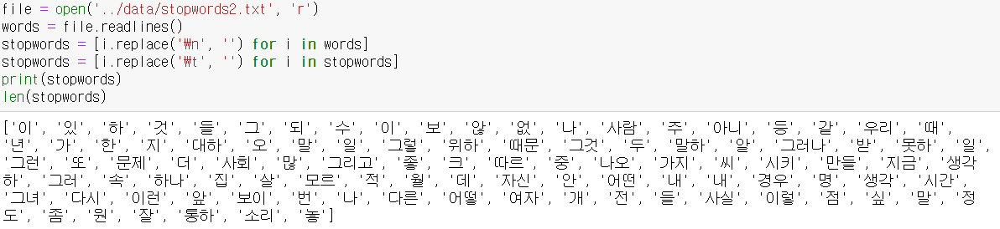 file = open('../data/stopwords2.txt', 'r')
words = file.readlines()
stopwords = [i.replace('₩n', '') for i in words]
stopwords = [i.replace('₩t', '') for i in stopwords]
print(stopwords)
len(stopwords)
['이', '있', '하', '것', '들', '그', '되', '수', '이', '보', '않', '없', '나', '사람', '주', '아니', '등', '같', '우리', '때',
'년', '가', '한', '지', '대하', '오', '말', '일', '그렇', '위하', '때문', '그것', '두', '말하', '알', '그러나', '받', '못하', '일',
'그런', '또', '문제', '더', '사회', '많', '그리고', '좋', '크', '따르', '중', '나오', '가지', '씨', '시키', '만들', '지금', '생각
하', '그러', '속', '하나', '집', '살', '모르', '적', '월', '데', '자신', '안', '어떤', '내', '내', '경우', '명', '생각', '시간',
'그녀', '다시', '이런', '앞', '보이', '번', '나', '다른', '어떻', '여자', '개', '전', '들', '사실', '이렇', '점', '싶', '말', '정
도', '좀', '원', '잘', '통하', '소리', '놓']